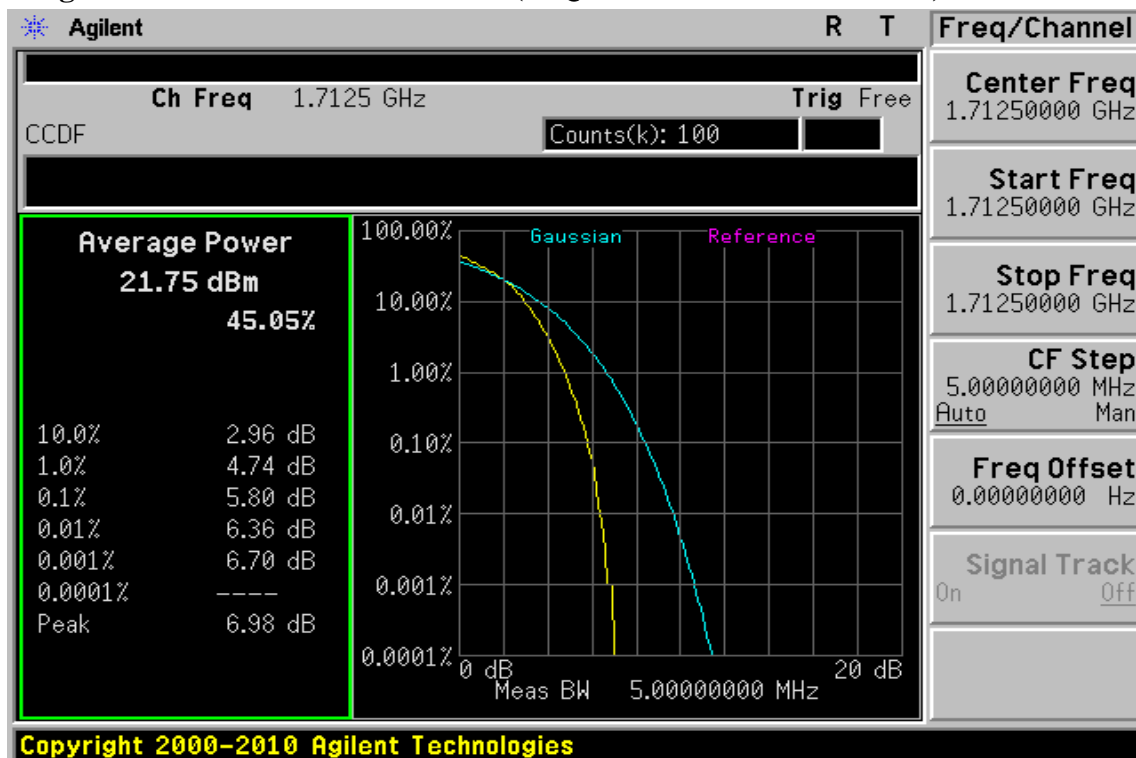 Agilent R T
Freq/Channel
Ch Freq 1.7125 GHz Trig Free
CCDF Counts(k): 100
Average Power
21.75 dBm
45.05%
10.0% 2.96 dB
1.0% 4.74 dB
0.1% 5.80 dB
0.01% 6.36 dB
0.001% 6.70 dB
0.0001% ----
Peak 6.98 dB
Gaussian Reference
100.00%
10.00%
1.00%
0.10%
0.01%
0.001%
0.0001%
0 dB 20 dB
Meas BW 5.00000000 MHz
Center Freq
1.71250000 GHz
Start Freq
1.71250000 GHz
Stop Freq
1.71250000 GHz
CF Step
5.00000000 MHz
Auto Man
Freq Offset
0.00000000 Hz
Signal Track
On Off
Copyright 2000-2010 Agilent Technologies